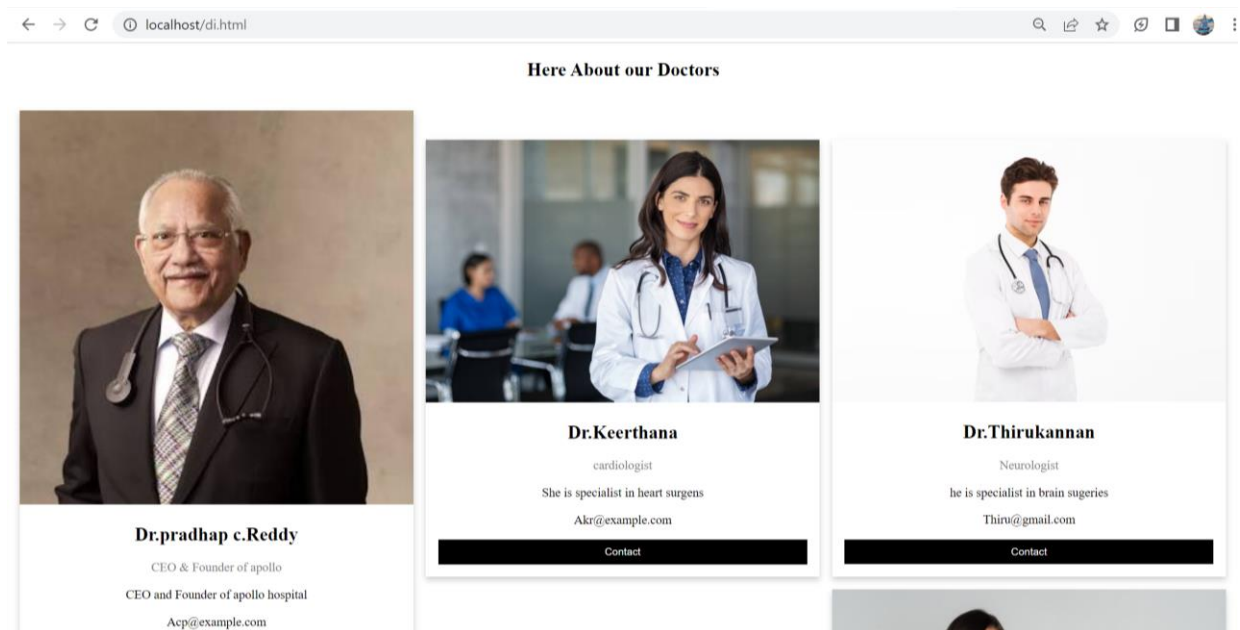 localhost/di.html
Here About our Doctors
Dr.pradhap c.Reddy
CEO & Founder of apollo
CEO and Founder of apollo hospital
Acp@example.com
Dr.Keerthana
cardiologist
She is specialist in heart surgens
Akr@example.com
Contact
Dr.Thirukannan
Neurologist
he is specialist in brain sugeries
Thiru@gmail.com
Contact